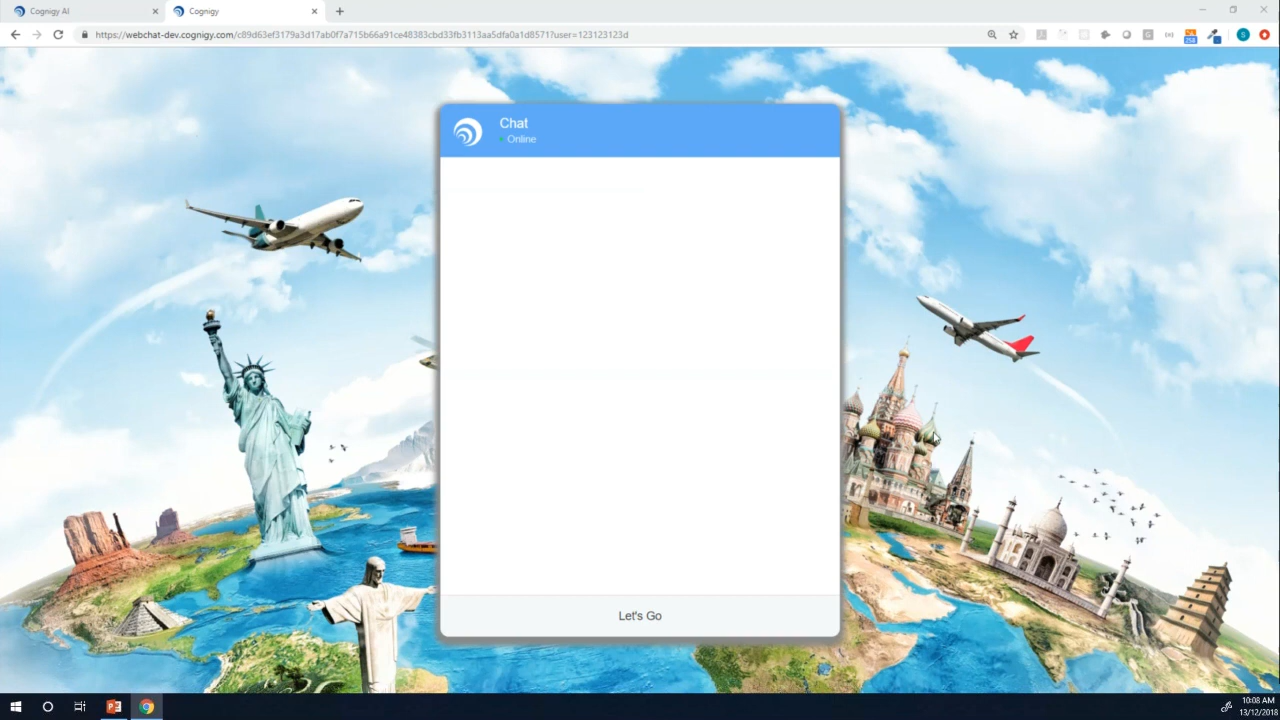 Cognigy AI
Cognigy
https://webchat-dev.cognigy.com/c89d63ef3179a3d17ab0f7a715b66a91ce48383cbd33fb3113aa5dfa0a1d8571?user=123123123d
Chat
Online
Let's Go
10:08 AM
13/12/2018